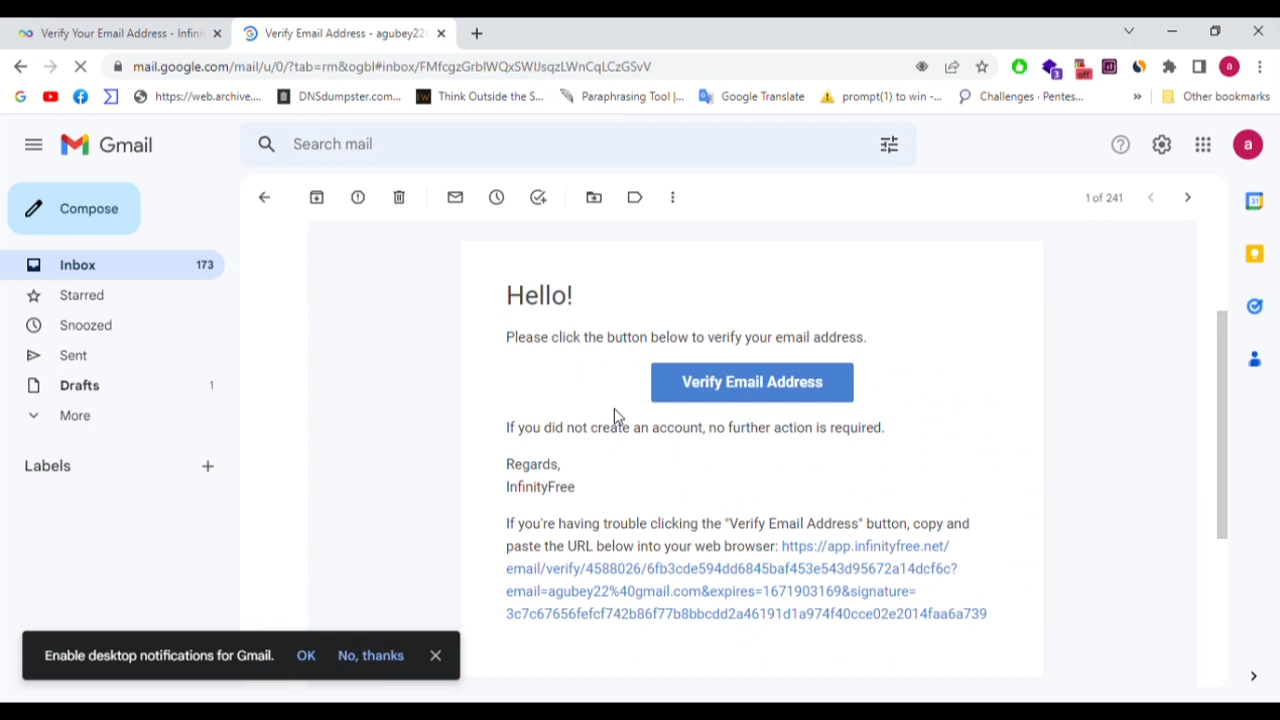 Verify Your Email Address - Infini
Verify Email Address - agubey22
mail.google.com/mail/u/0/?tab=rm&ogbl#inbox/FMfcgzGrblWQxSWlJsqzLWnCqLCzGSvV
off
3
a
https://web.archive....
DNSdumpster.com...
Think Outside the S...
Paraphrasing Tool |...
Google Translate
prompt(1) to win -...
Challenges · Pentes...
»
Other bookmarks
Gmail
Search mail
a
Compose
1 of 241
31
Inbox 173
Starred
Snoozed
Sent
Drafts 1
More
Labels
Hello!
Please click the button below to verify your email address.
Verify Email Address
If you did not create an account, no further action is required.
Regards,
InfinityFree
If you're having trouble clicking the "Verify Email Address" button, copy and
paste the URL below into your web browser: https://app.infinityfree.net/
email/verify/4588026/6fb3cde594dd6845baf453e543d95672a14dcf6c?
email=agubey22%40gmail.com&expires=1671903169&signature=
3c7c67656fefcf742b86f77b8bbcdd2a46191d1a974f40cce02e2014faa6a739
Enable desktop notifications for Gmail. OK No, thanks